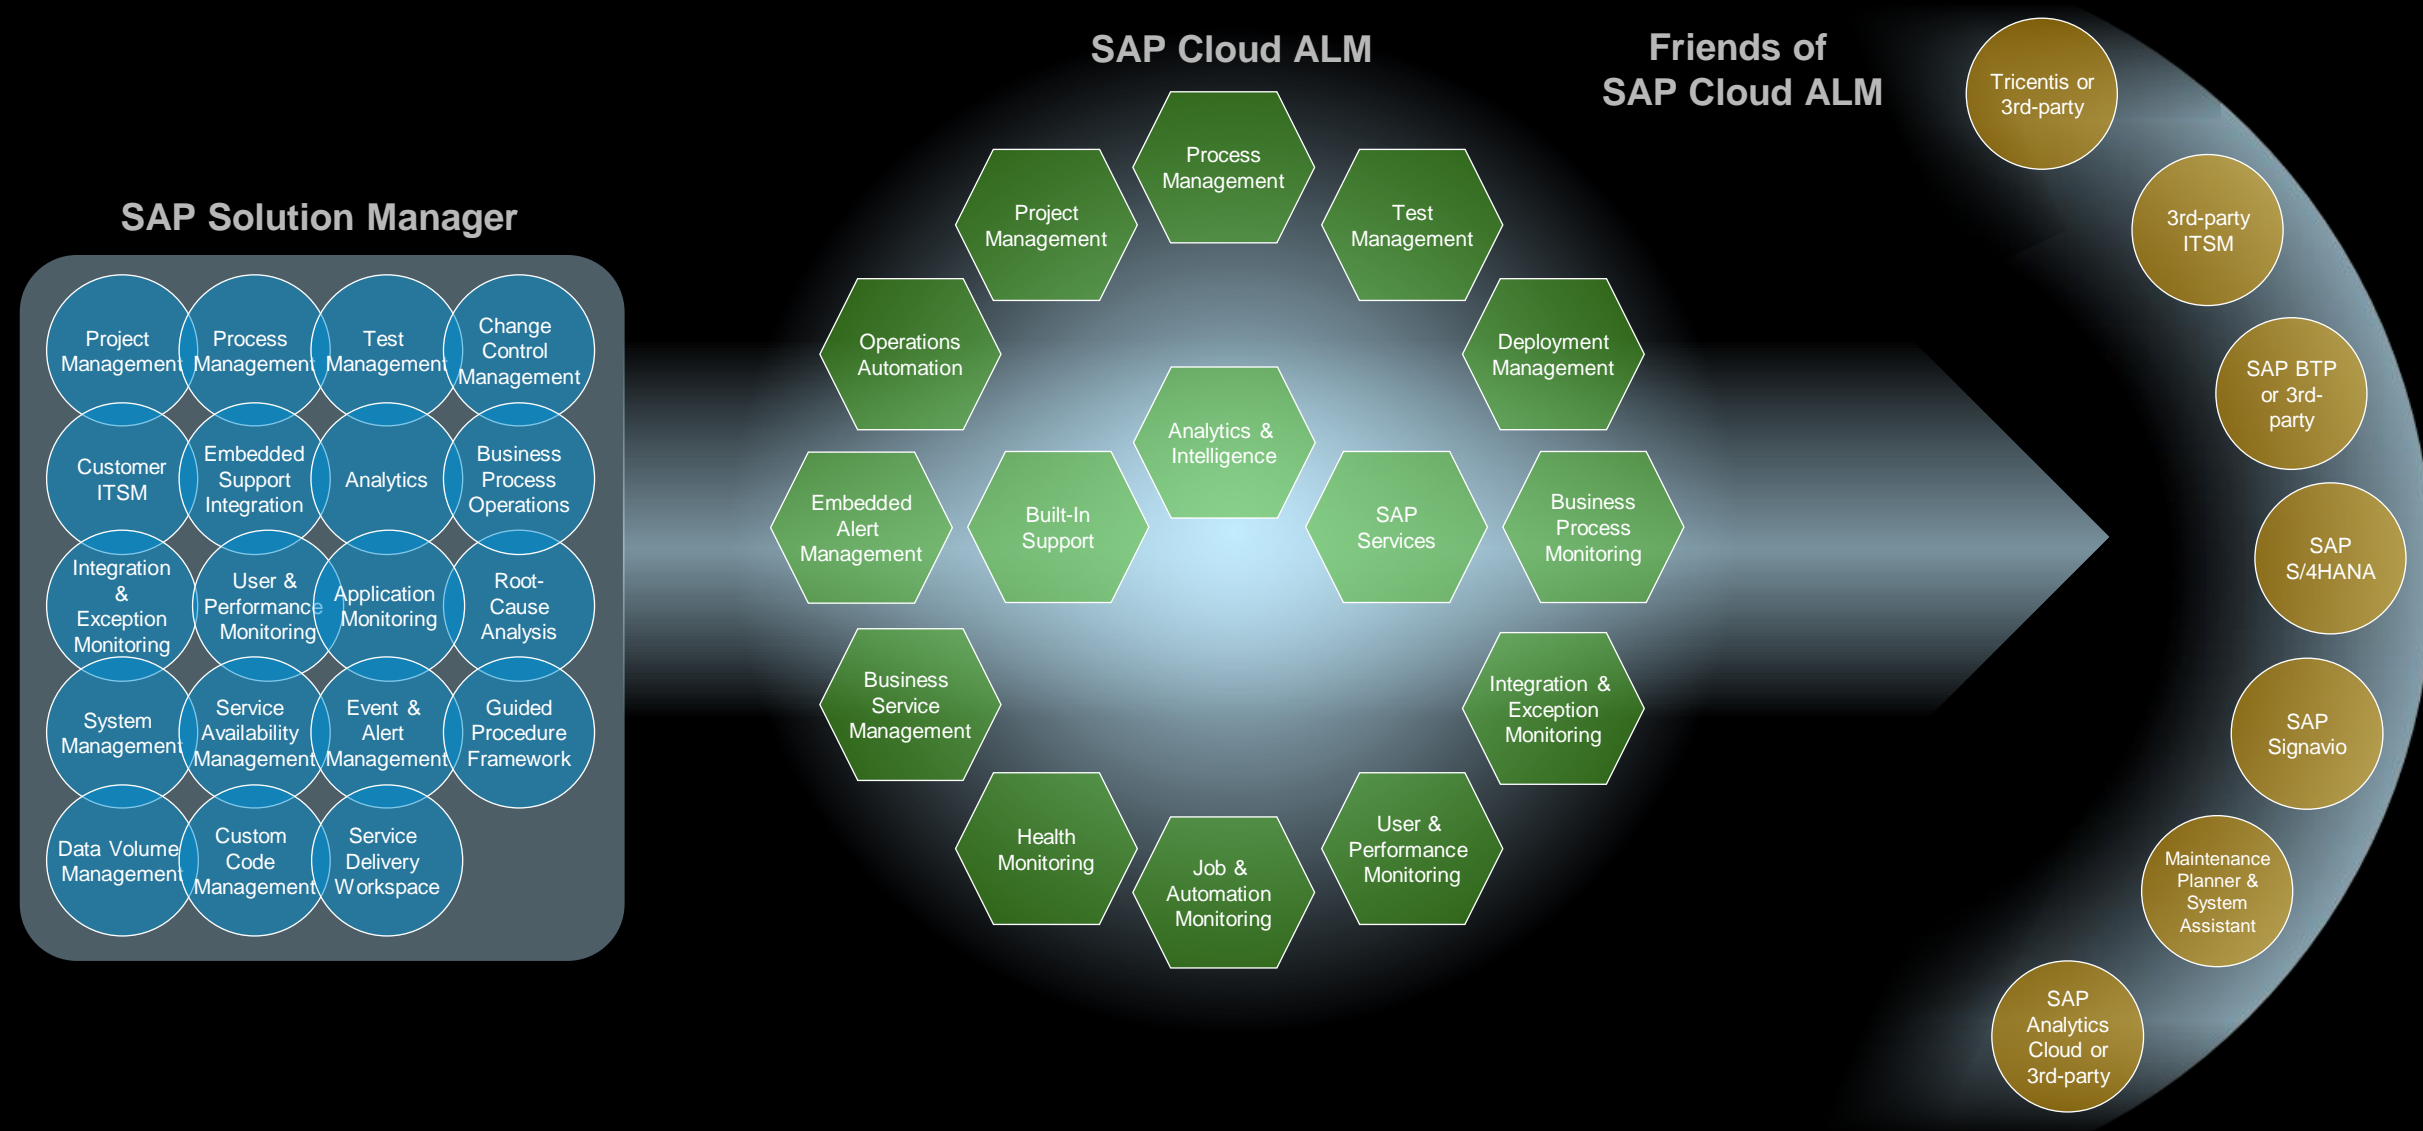 SAP Solution Manager
Project
Management
Process
Management
Test
Management
Change
Control
Management
Customer
ITSM
Embedded
Support
Integration
Analytics
Business
Process
Operations
Integration
&
Exception
Monitoring
User &
Performance
Monitoring
Application
Monitoring
Root-
Cause
Analysis
System
Management
Service
Availability
Management
Event &
Alert
Management
Guided
Procedure
Framework
Data Volume
Management
Custom
Code
Management
Service
Delivery
Workspace
SAP Cloud ALM
Process
Management
Project
Management
Test
Management
Operations
Automation
Deployment
Management
Analytics &
Intelligence
Embedded
Alert
Management
Built-In
Support
SAP
Services
Business
Process
Monitoring
Business
Service
Management
Integration &
Exception
Monitoring
Health
Monitoring
Job &
Automation
Monitoring
User &
Performance
Monitoring
Friends of
SAP Cloud ALM
Tricentis or
3rd-party
3rd-party
ITSM
SAP BTP
or 3rd-
party
SAP
S/4HANA
SAP
Signavio
Maintenance
Planner &
System
Assistant
SAP
Analytics
Cloud or
3rd-party